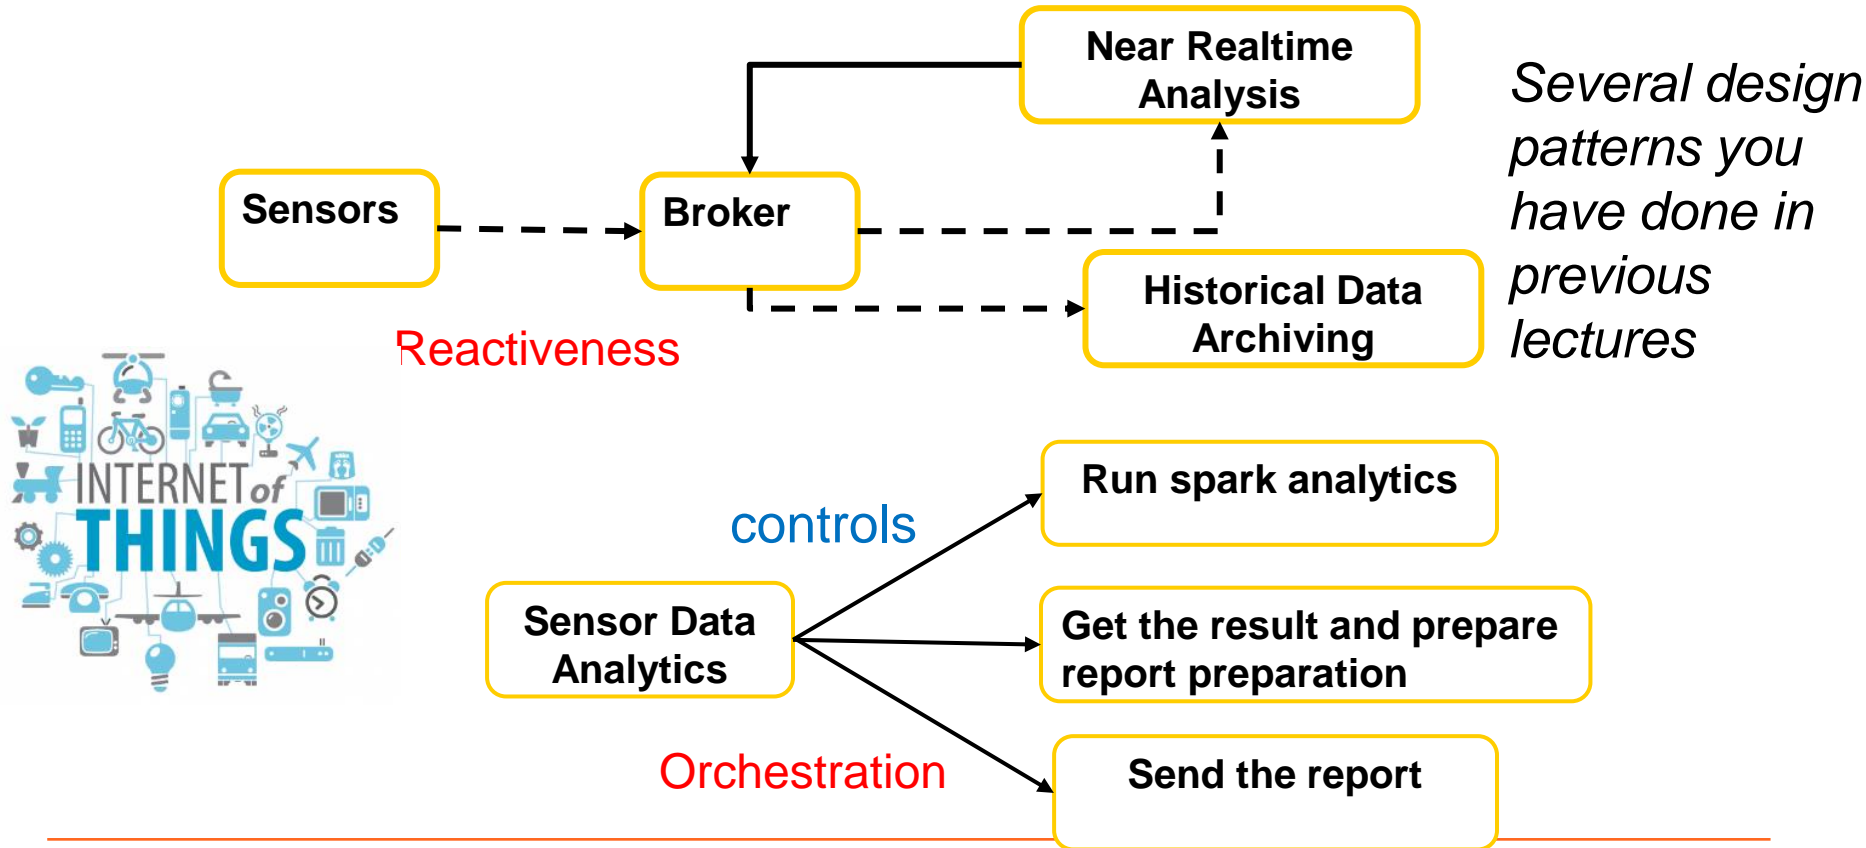 Near Realtime
Analysis
Several design
patterns you
have done in
previous
lectures
Sensors
Broker
Historical Data
Archiving
Reactiveness
INTERNET of
THINGS
Run spark analytics
controls
Sensor Data
Analytics
Get the result and prepare
report preparation
Orchestration
Send the report